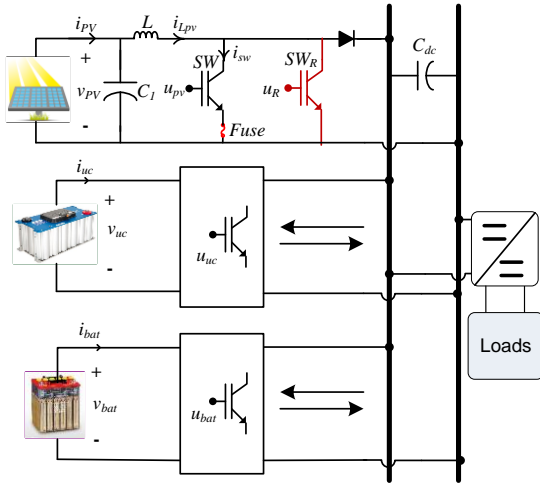 i_PV L i_Lpv SW SW_R C_dc
+ i_sw
v_PV C_1 u_pv u_R
- Fuse
i_uc
+
v_uc u_uc
-
Loads
i_bat
+
v_bat u_bat
-